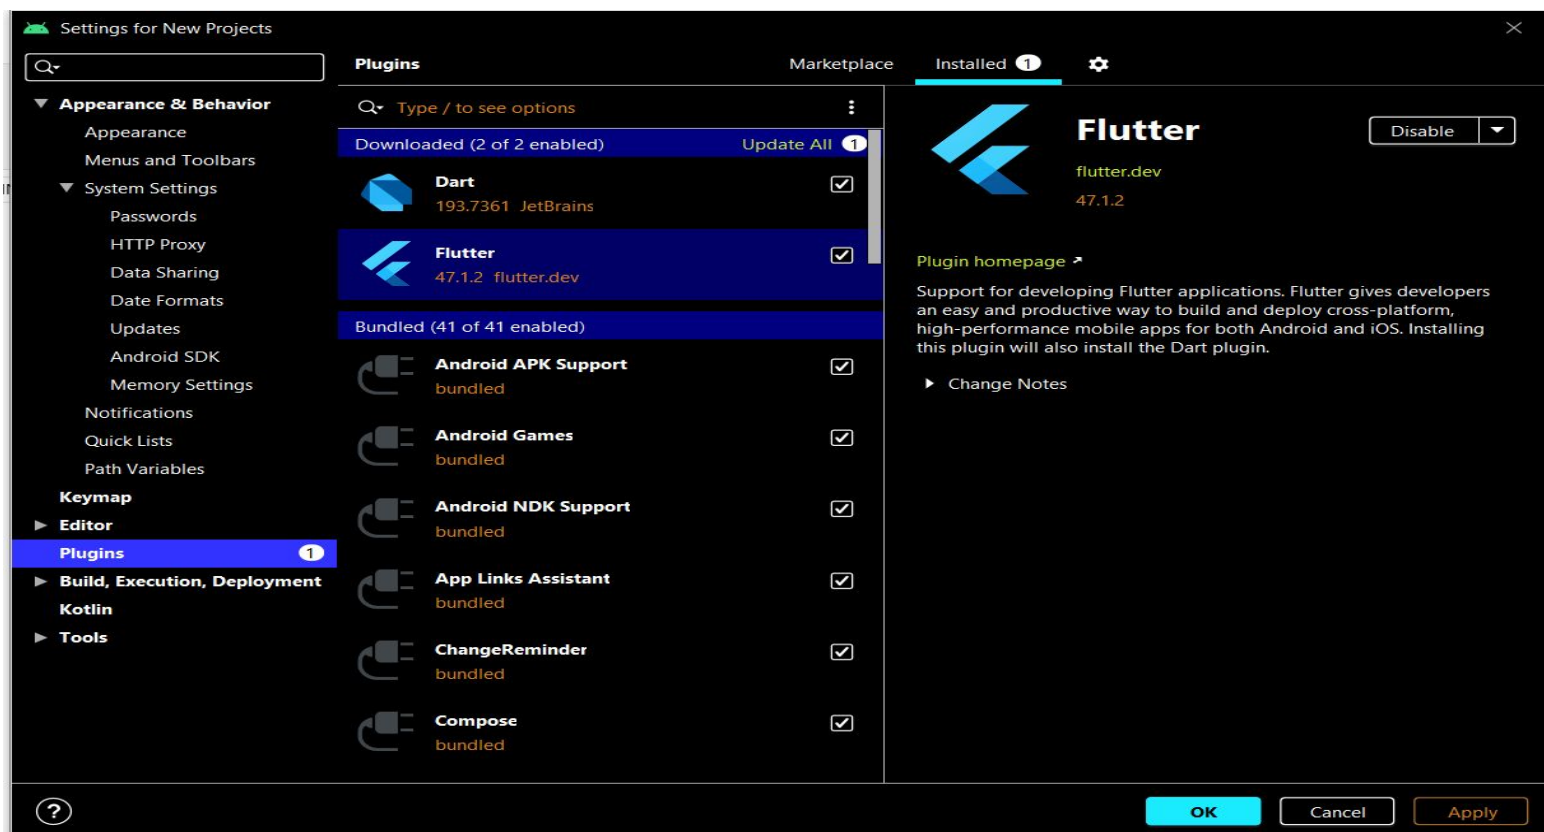 Settings for New Projects
Plugins
Marketplace
Installed 1
Appearance & Behavior
Appearance
Menus and Toolbars
System Settings
Passwords
HTTP Proxy
Data Sharing
Date Formats
Updates
Android SDK
Memory Settings
Notifications
Quick Lists
Path Variables
Keymap
Editor
Plugins 1
Build, Execution, Deployment
Kotlin
Tools
Type / to see options
Downloaded (2 of 2 enabled) Update All 1
Dart
193.7361 JetBrains
Flutter
47.1.2 flutter.dev
Bundled (41 of 41 enabled)
Android APK Support
bundled
Android Games
bundled
Android NDK Support
bundled
App Links Assistant
bundled
ChangeReminder
bundled
Compose
bundled
Flutter
Disable
flutter.dev
47.1.2
Plugin homepage
Support for developing Flutter applications. Flutter gives developers
an easy and productive way to build and deploy cross-platform,
high-performance mobile apps for both Android and iOS. Installing
this plugin will also install the Dart plugin.
Change Notes
?
OK
Cancel
Apply